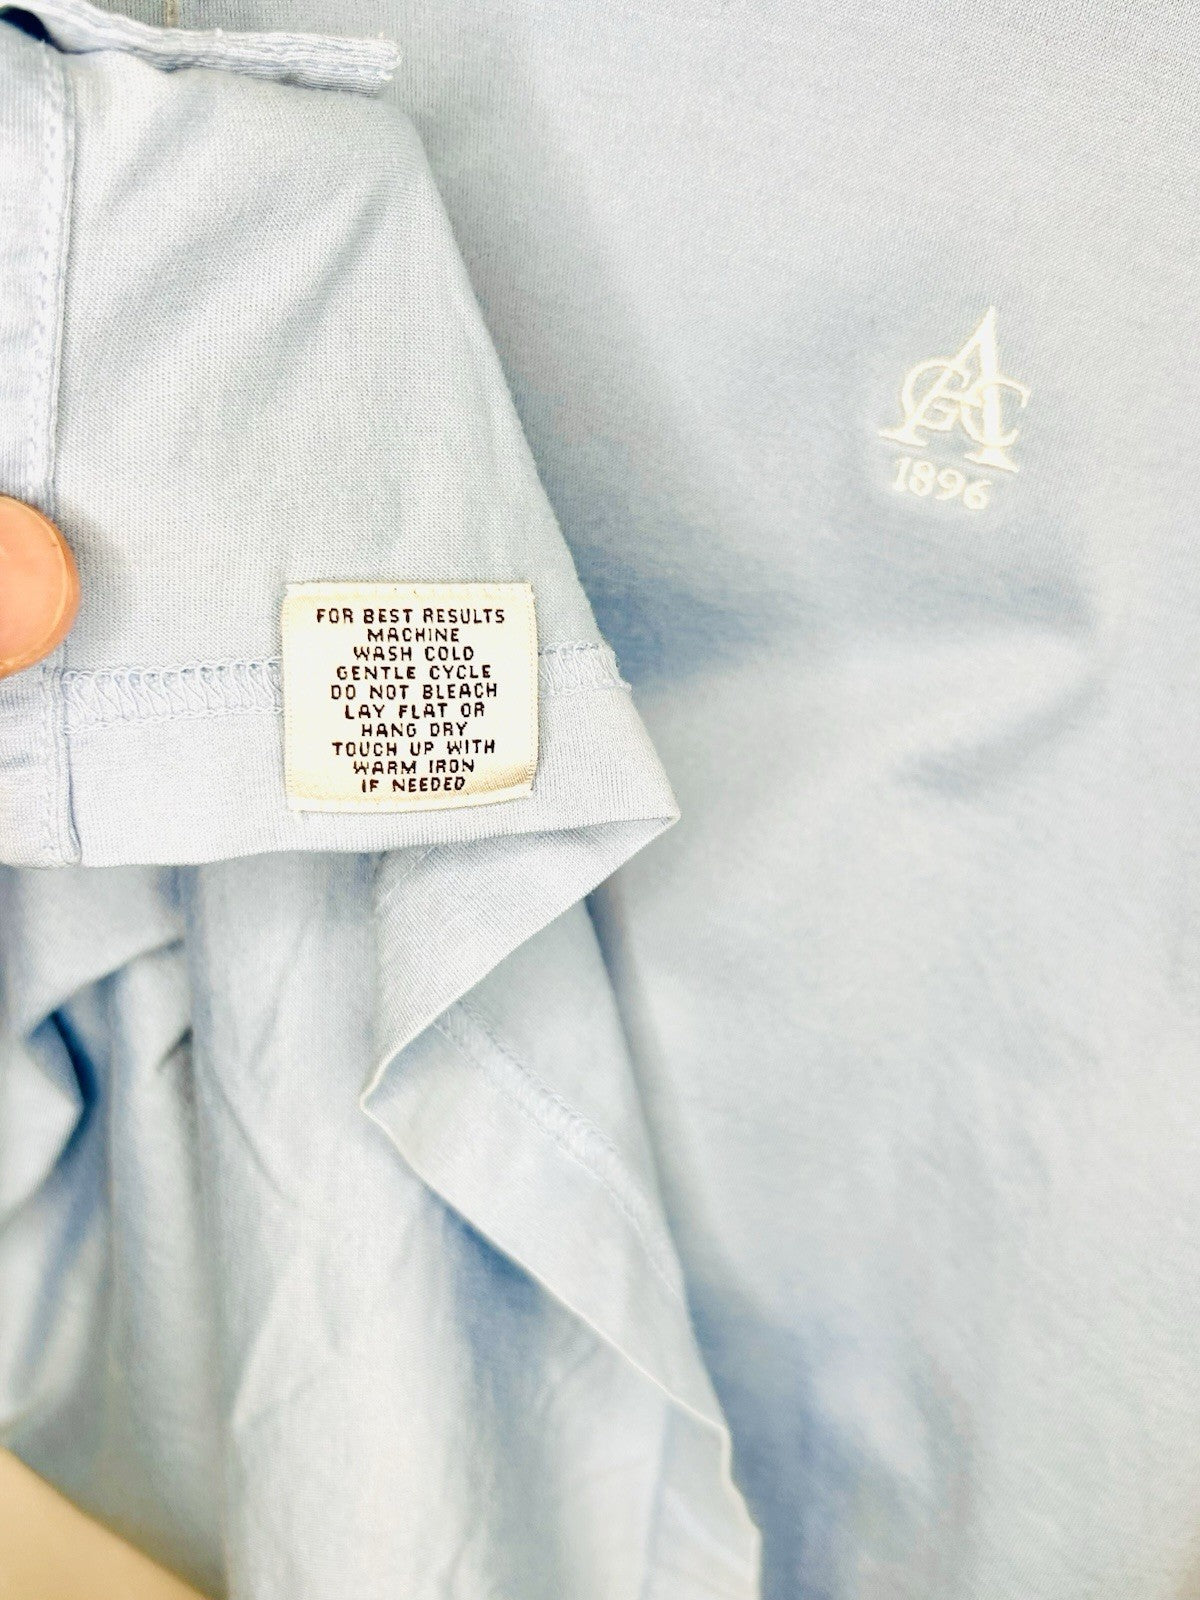 AGC
1896
FOR BEST RESULTS
MACHINE
WASH COLD
GENTLE CYCLE
DO NOT BLEACH
LAY FLAT OR
HANG DRY
TOUCH UP WITH
WARM IRON
IF NEEDED